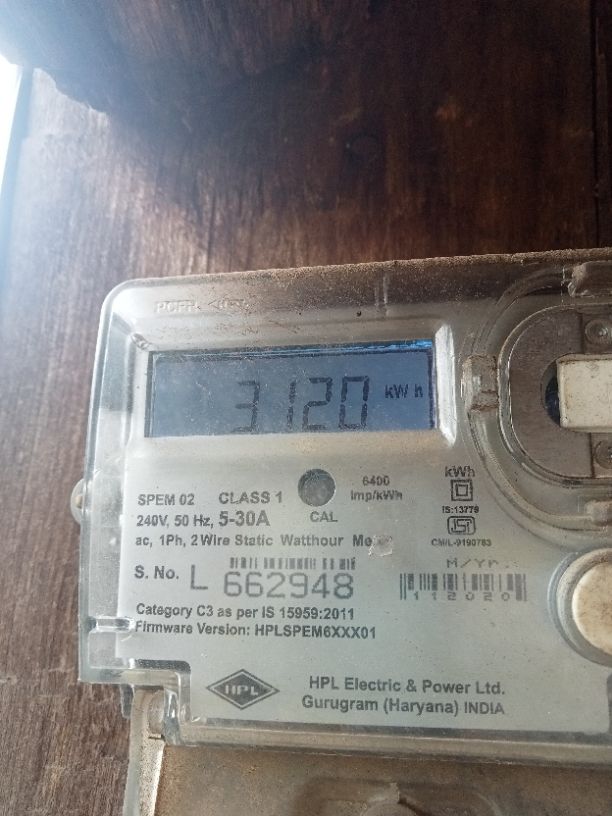 3120 kWh
6400
SPEM 02 CLASS 1 Imp/kWh
kWh
IS:13779
240V, 50 Hz, 5-30A CAL
CM/L-9190783
ac, 1Ph, 2 Wire Static Watthour
M/Yr.
S. No. L 662948
112020
Category C3 as per IS 15959:2011
Firmware Version: HPLSPEM6XXX01
HPL
HPL Electric & Power Ltd.
Gurugram (Haryana) INDIA